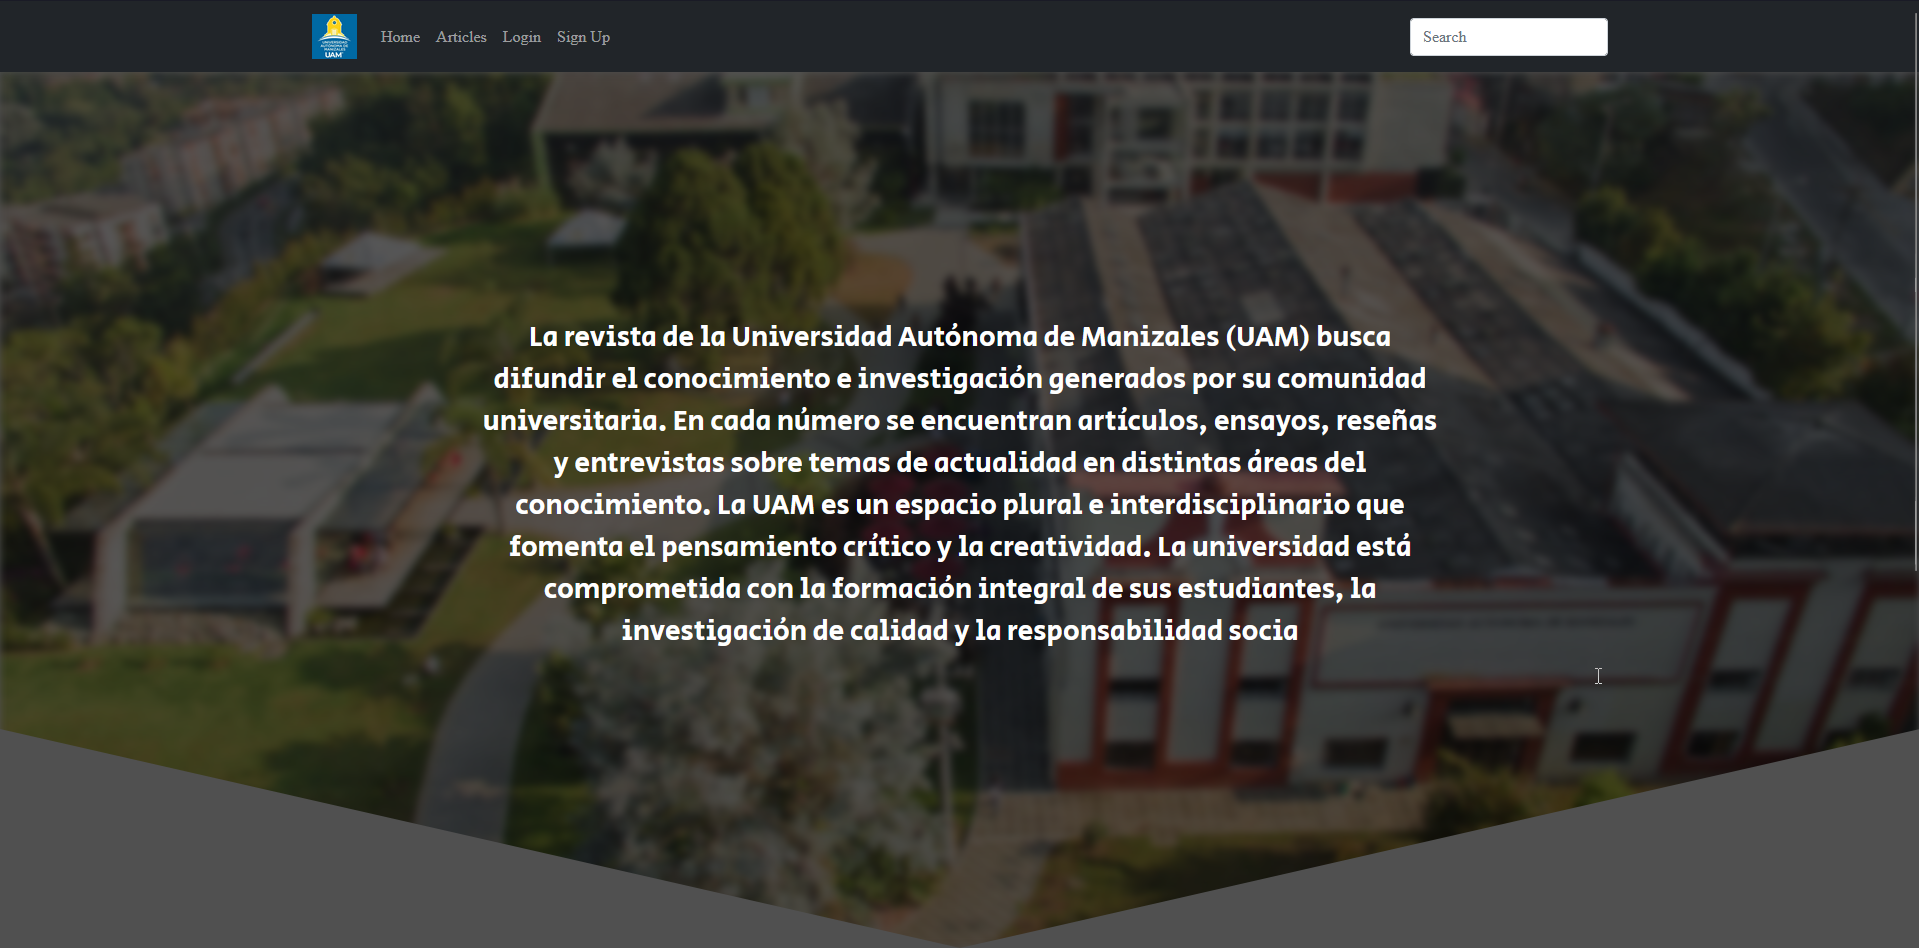 UNIVERSIDAD
AUTÓNOMA DE
MANIZALES
UAM
Home Articles Login Sign Up Search
La revista de la Universidad Autónoma de Manizales (UAM) busca
difundir el conocimiento e investigación generados por su comunidad
universitaria. En cada número se encuentran artículos, ensayos, reseñas
y entrevistas sobre temas de actualidad en distintas áreas del
conocimiento. La UAM es un espacio plural e interdisciplinario que
fomenta el pensamiento crítico y la creatividad. La universidad está
comprometida con la formación integral de sus estudiantes, la
investigación de calidad y la responsabilidad socia